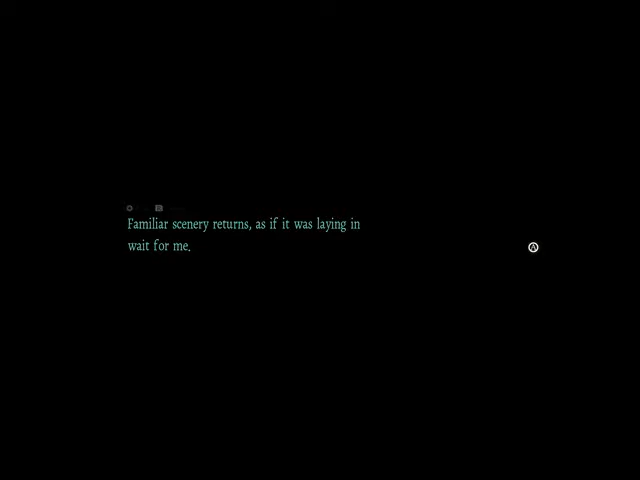 Familiar scenery returns, as if it was laying in
wait for me.
A